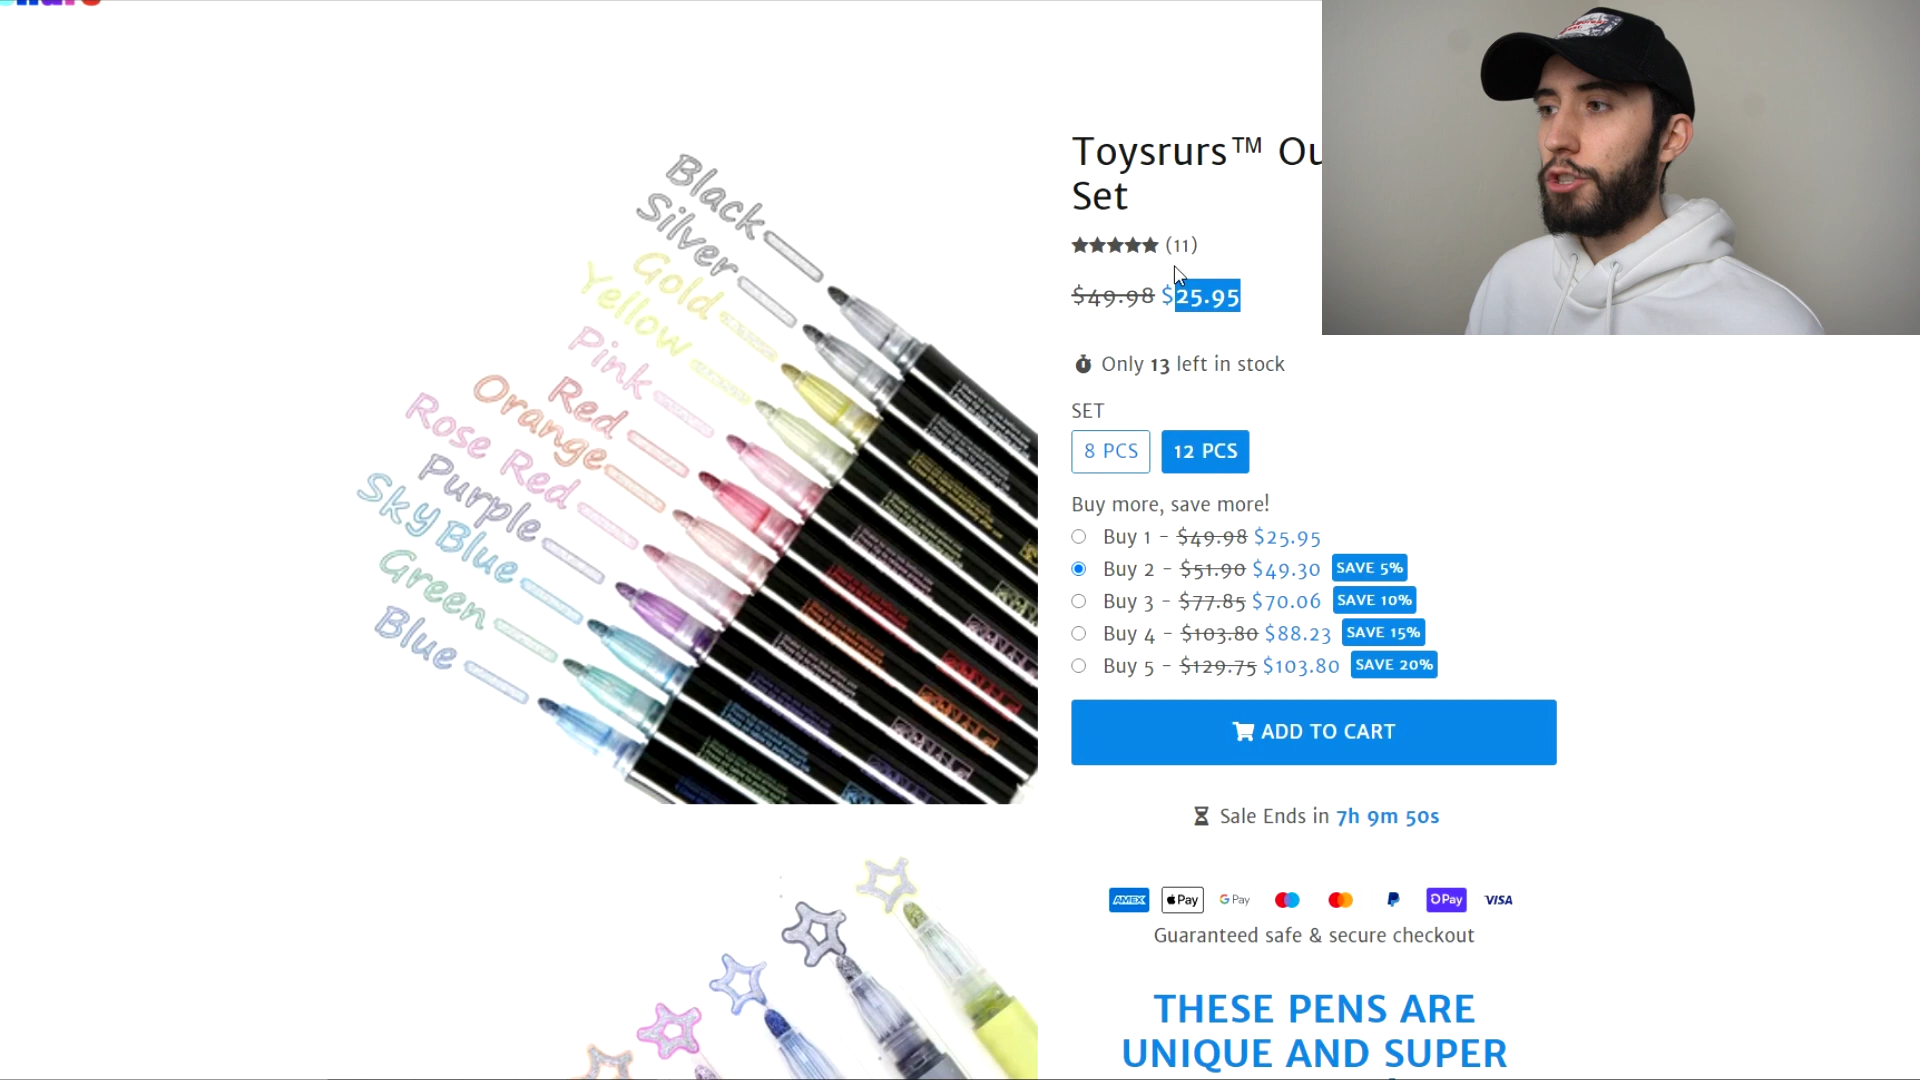 Toysrurs™ Ou
Set
(11)
$49.98 $25.95
Only 13 left in stock
SET
8 PCS 12 PCS
Buy more, save more!
Buy 1 - $49.98 $25.95
Buy 2 - $51.90 $49.30 SAVE 5%
Buy 3 - $77.85 $70.06 SAVE 10%
Buy 4 - $103.80 $88.23 SAVE 15%
Buy 5 - $129.75 $103.80 SAVE 20%
ADD TO CART
Sale Ends in 7h 9m 50s
AMEX Pay G Pay Pay VISA
Guaranteed safe & secure checkout
THESE PENS ARE
UNIQUE AND SUPER
Black
Silver
Gold
Yellow
Pink
Red
Orange
Rose Red
Purple
Sky Blue
Green
Blue